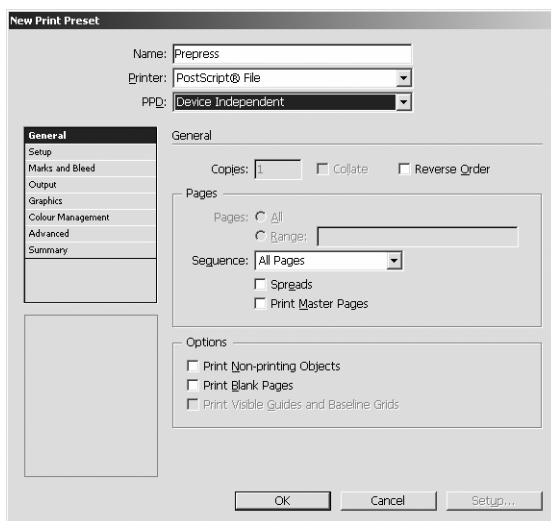 New Print Preset
Name: Prepress
Printer: PostScript® File
PPD: Device Independent
General
Setup
Marks and Bleed
Output
Graphics
Colour Management
Advanced
Summary
General
Copies: 1 Collate Reverse Order
Pages
Pages: All
Range:
Sequence: All Pages
Spreads
Print Master Pages
Options
Print Non-printing Objects
Print Blank Pages
Print Visible Guides and Baseline Grids
OK Cancel Setup...